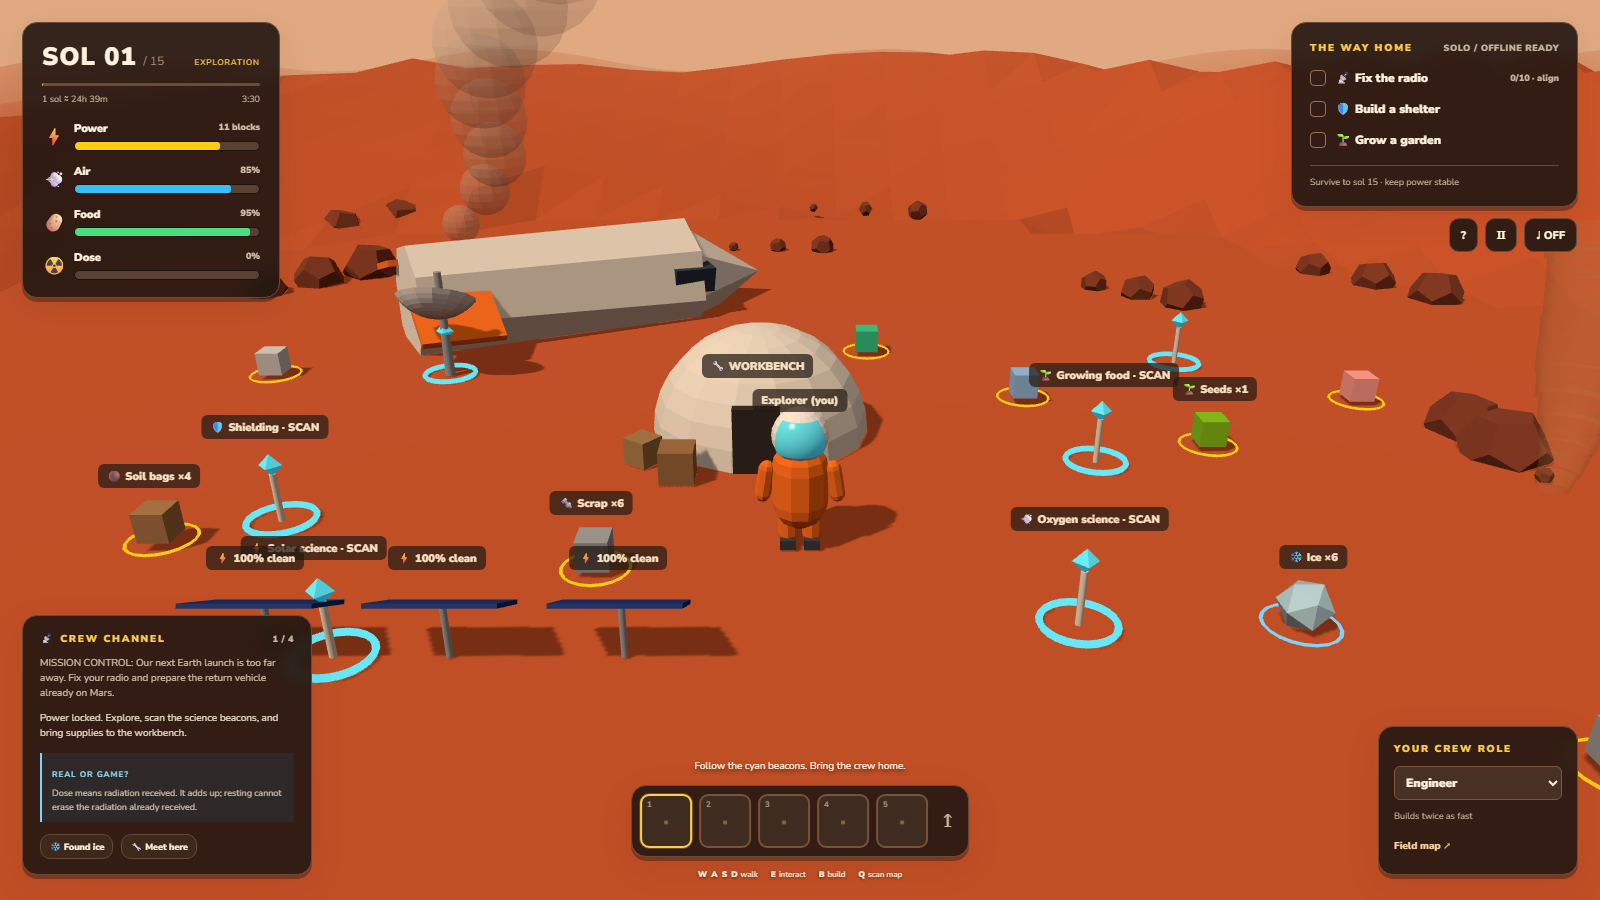 SOL 01 / 15 EXPLORATION
1 sol ≈ 24h 39m 3:30
Power 11 blocks
Air 85%
Food 95%
Dose 0%
THE WAY HOME SOLO / OFFLINE READY
Fix the radio 0/10 · align
Build a shelter
Grow a garden
Survive to sol 15 · keep power stable
? II ♩ OFF
WORKBENCH
Explorer (you)
Growing food · SCAN
Seeds ×1
Shielding · SCAN
Soil bags ×4
Scrap ×6
Oxygen science · SCAN
Solar science · SCAN
100% clean
100% clean
100% clean
Ice ×6
CREW CHANNEL 1 / 4
MISSION CONTROL: Our next Earth launch is too far
away. Fix your radio and prepare the return vehicle
already on Mars.
Power locked. Explore, scan the science beacons, and
bring supplies to the workbench.
REAL OR GAME?
Dose means radiation received. It adds up; resting cannot
erase the radiation already received.
Found ice Meet here
Follow the cyan beacons. Bring the crew home.
1 2 3 4 5
W A S D walk E interact B build Q scan map
YOUR CREW ROLE
Engineer
Builds twice as fast
Field map ↗